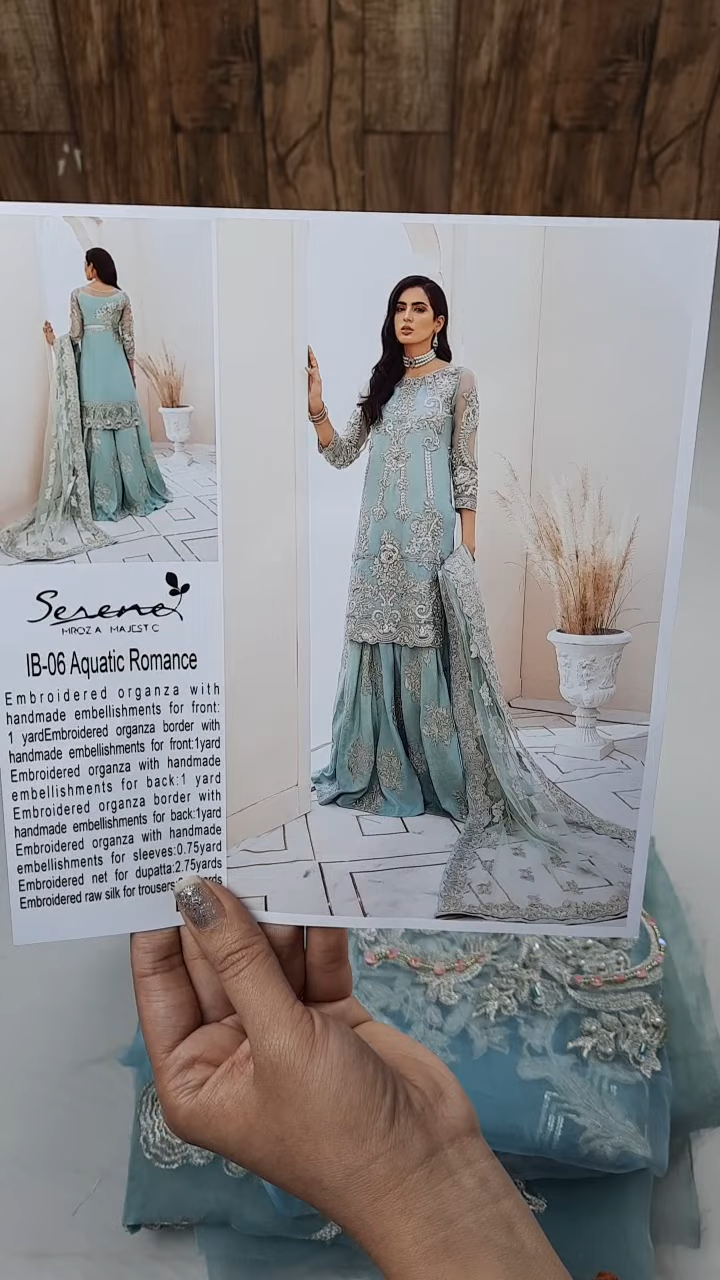 Serene
MROZA MAJESTIC
IB-06 Aquatic Romance
Embroidered organza with
handmade embellishments for front:
1 yardEmbroidered organza border with
handmade embellishments for front:1yard
Embroidered organza with handmade
embellishments for back:1 yard
Embroidered organza border with
handmade embellishments for back:1yard
Embroidered organza with handmade
embellishments for sleeves:0.75yard
Embroidered net for dupatta:2.75yards
Embroidered raw silk for trousers: